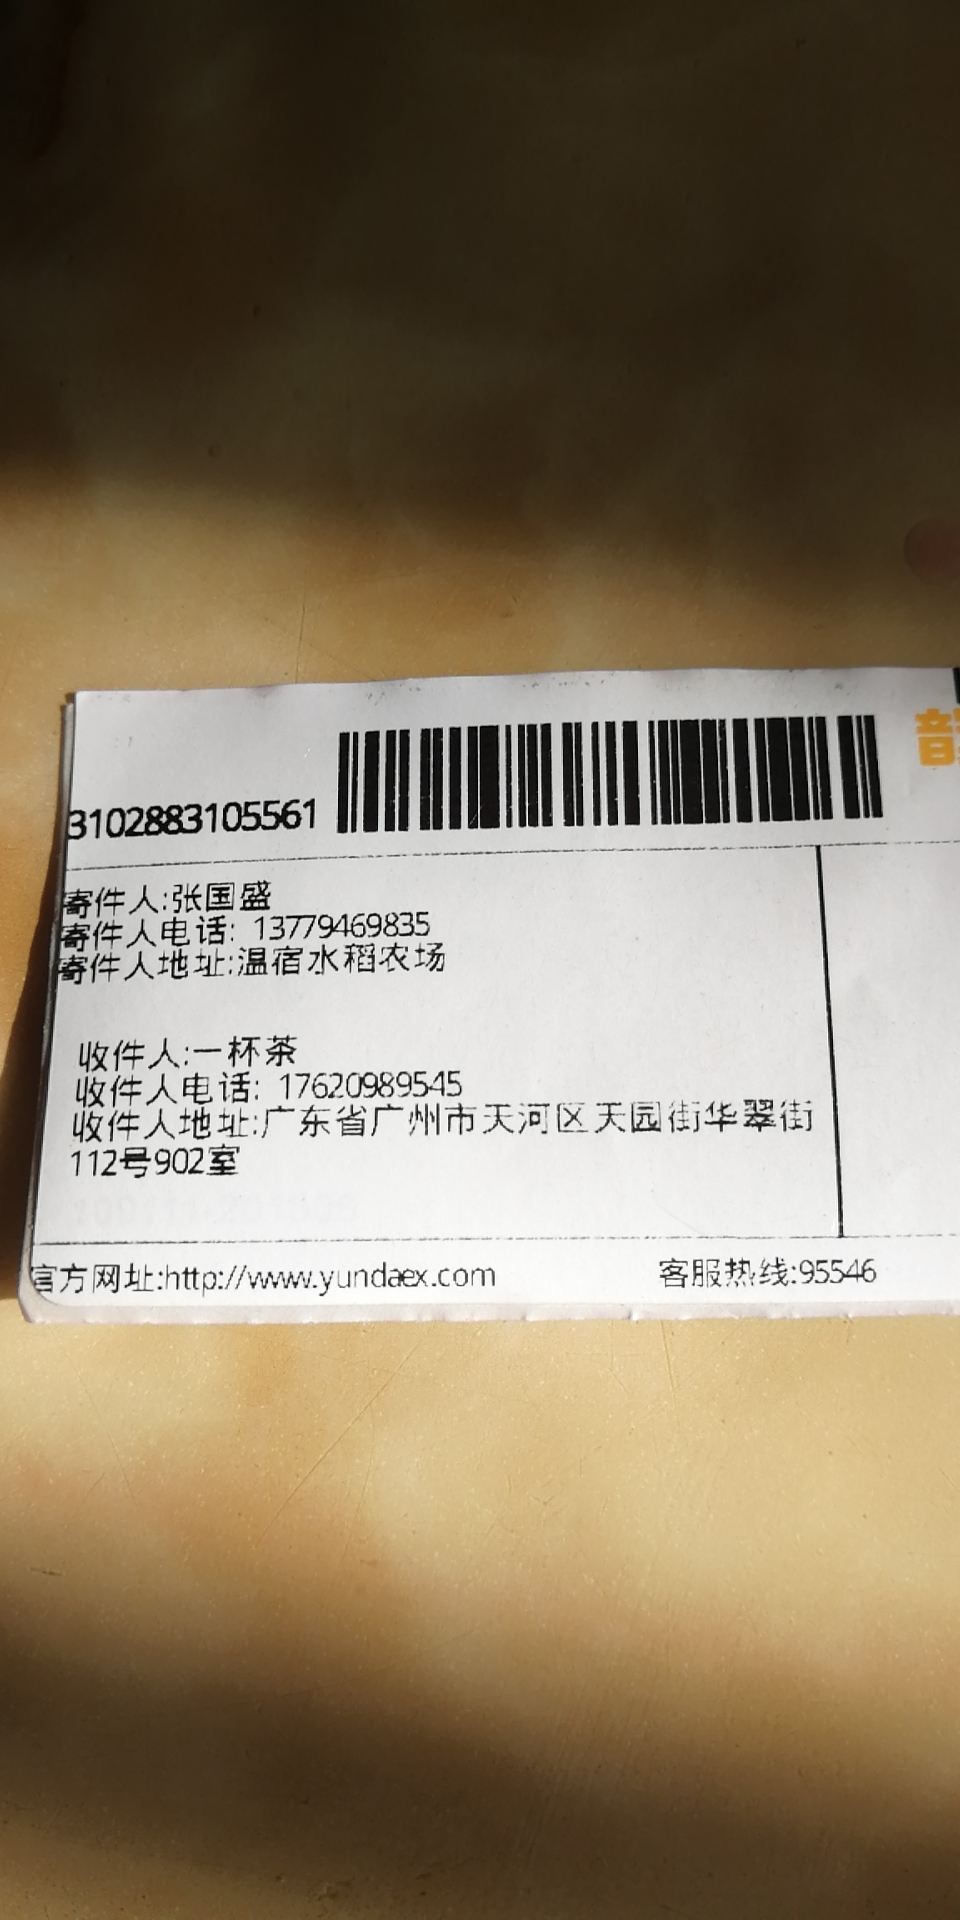 3102883105561
寄件人:张国盛
寄件人电话: 13779469835
寄件人地址:温宿水稻农场
收件人:一杯茶
收件人电话: 17620989545
收件人地址:广东省广州市天河区天园街华翠街
112号902室
官方网址:http://www.yundaex.com 客服热线:95546